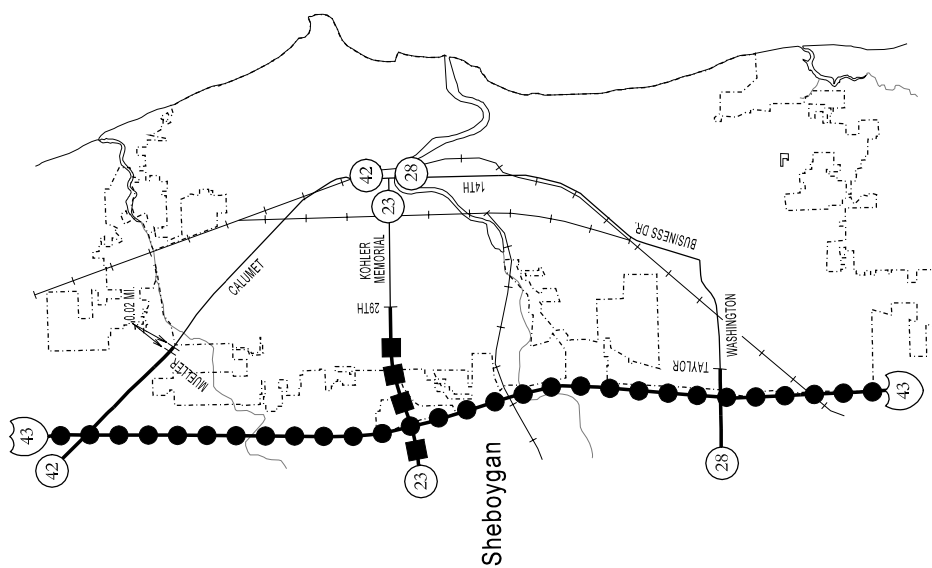 43
42
MUELLER
0.02 MI.
CALUMET
42
23
28
KOHLER
MEMORIAL
29TH
14TH
23
Sheboygan
BUSINESS DR.
WASHINGTON
TAYLOR
28
43